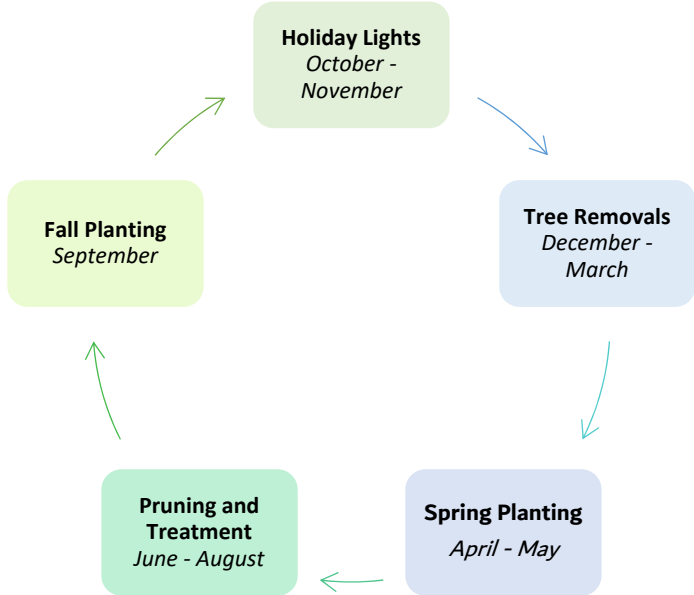 Holiday Lights
October -
November
Tree Removals
December -
March
Spring Planting
April - May
Pruning and
Treatment
June - August
Fall Planting
September